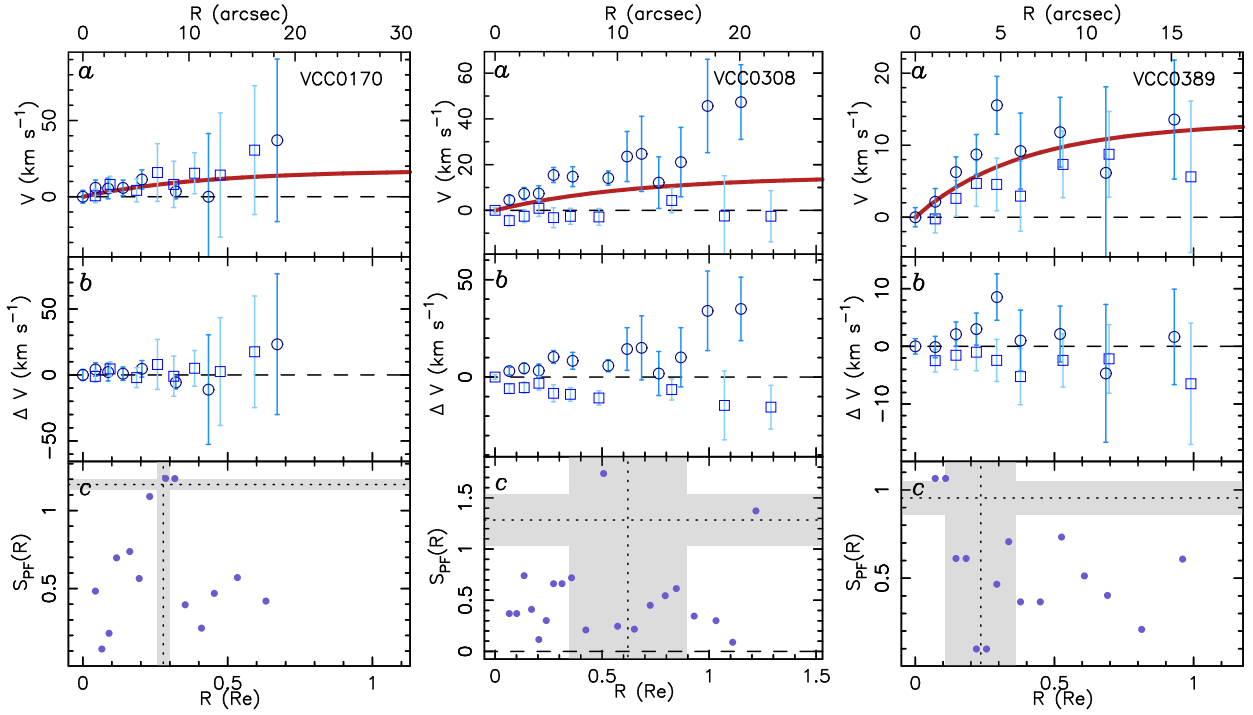 R (arcsec) R (arcsec) R (arcsec)
0 10 20 30 0 10 20 0 5 10 15
a VCC0170 a VCC0308 a VCC0389
V (km s⁻¹) V (km s⁻¹) V (km s⁻¹)
50 60 20
0 40 10
20 0
0
b b b
Δ V (km s⁻¹) Δ V (km s⁻¹) Δ V (km s⁻¹)
50 50 10
0 0 0
−50 −10
c c c
S_PF(R) S_PF(R) S_PF(R)
1 1.5 1
0.5 1 0.5
0.5
0
0 0.5 1 0 0.5 1 1.5 0 0.5 1
R (Re) R (Re) R (Re)